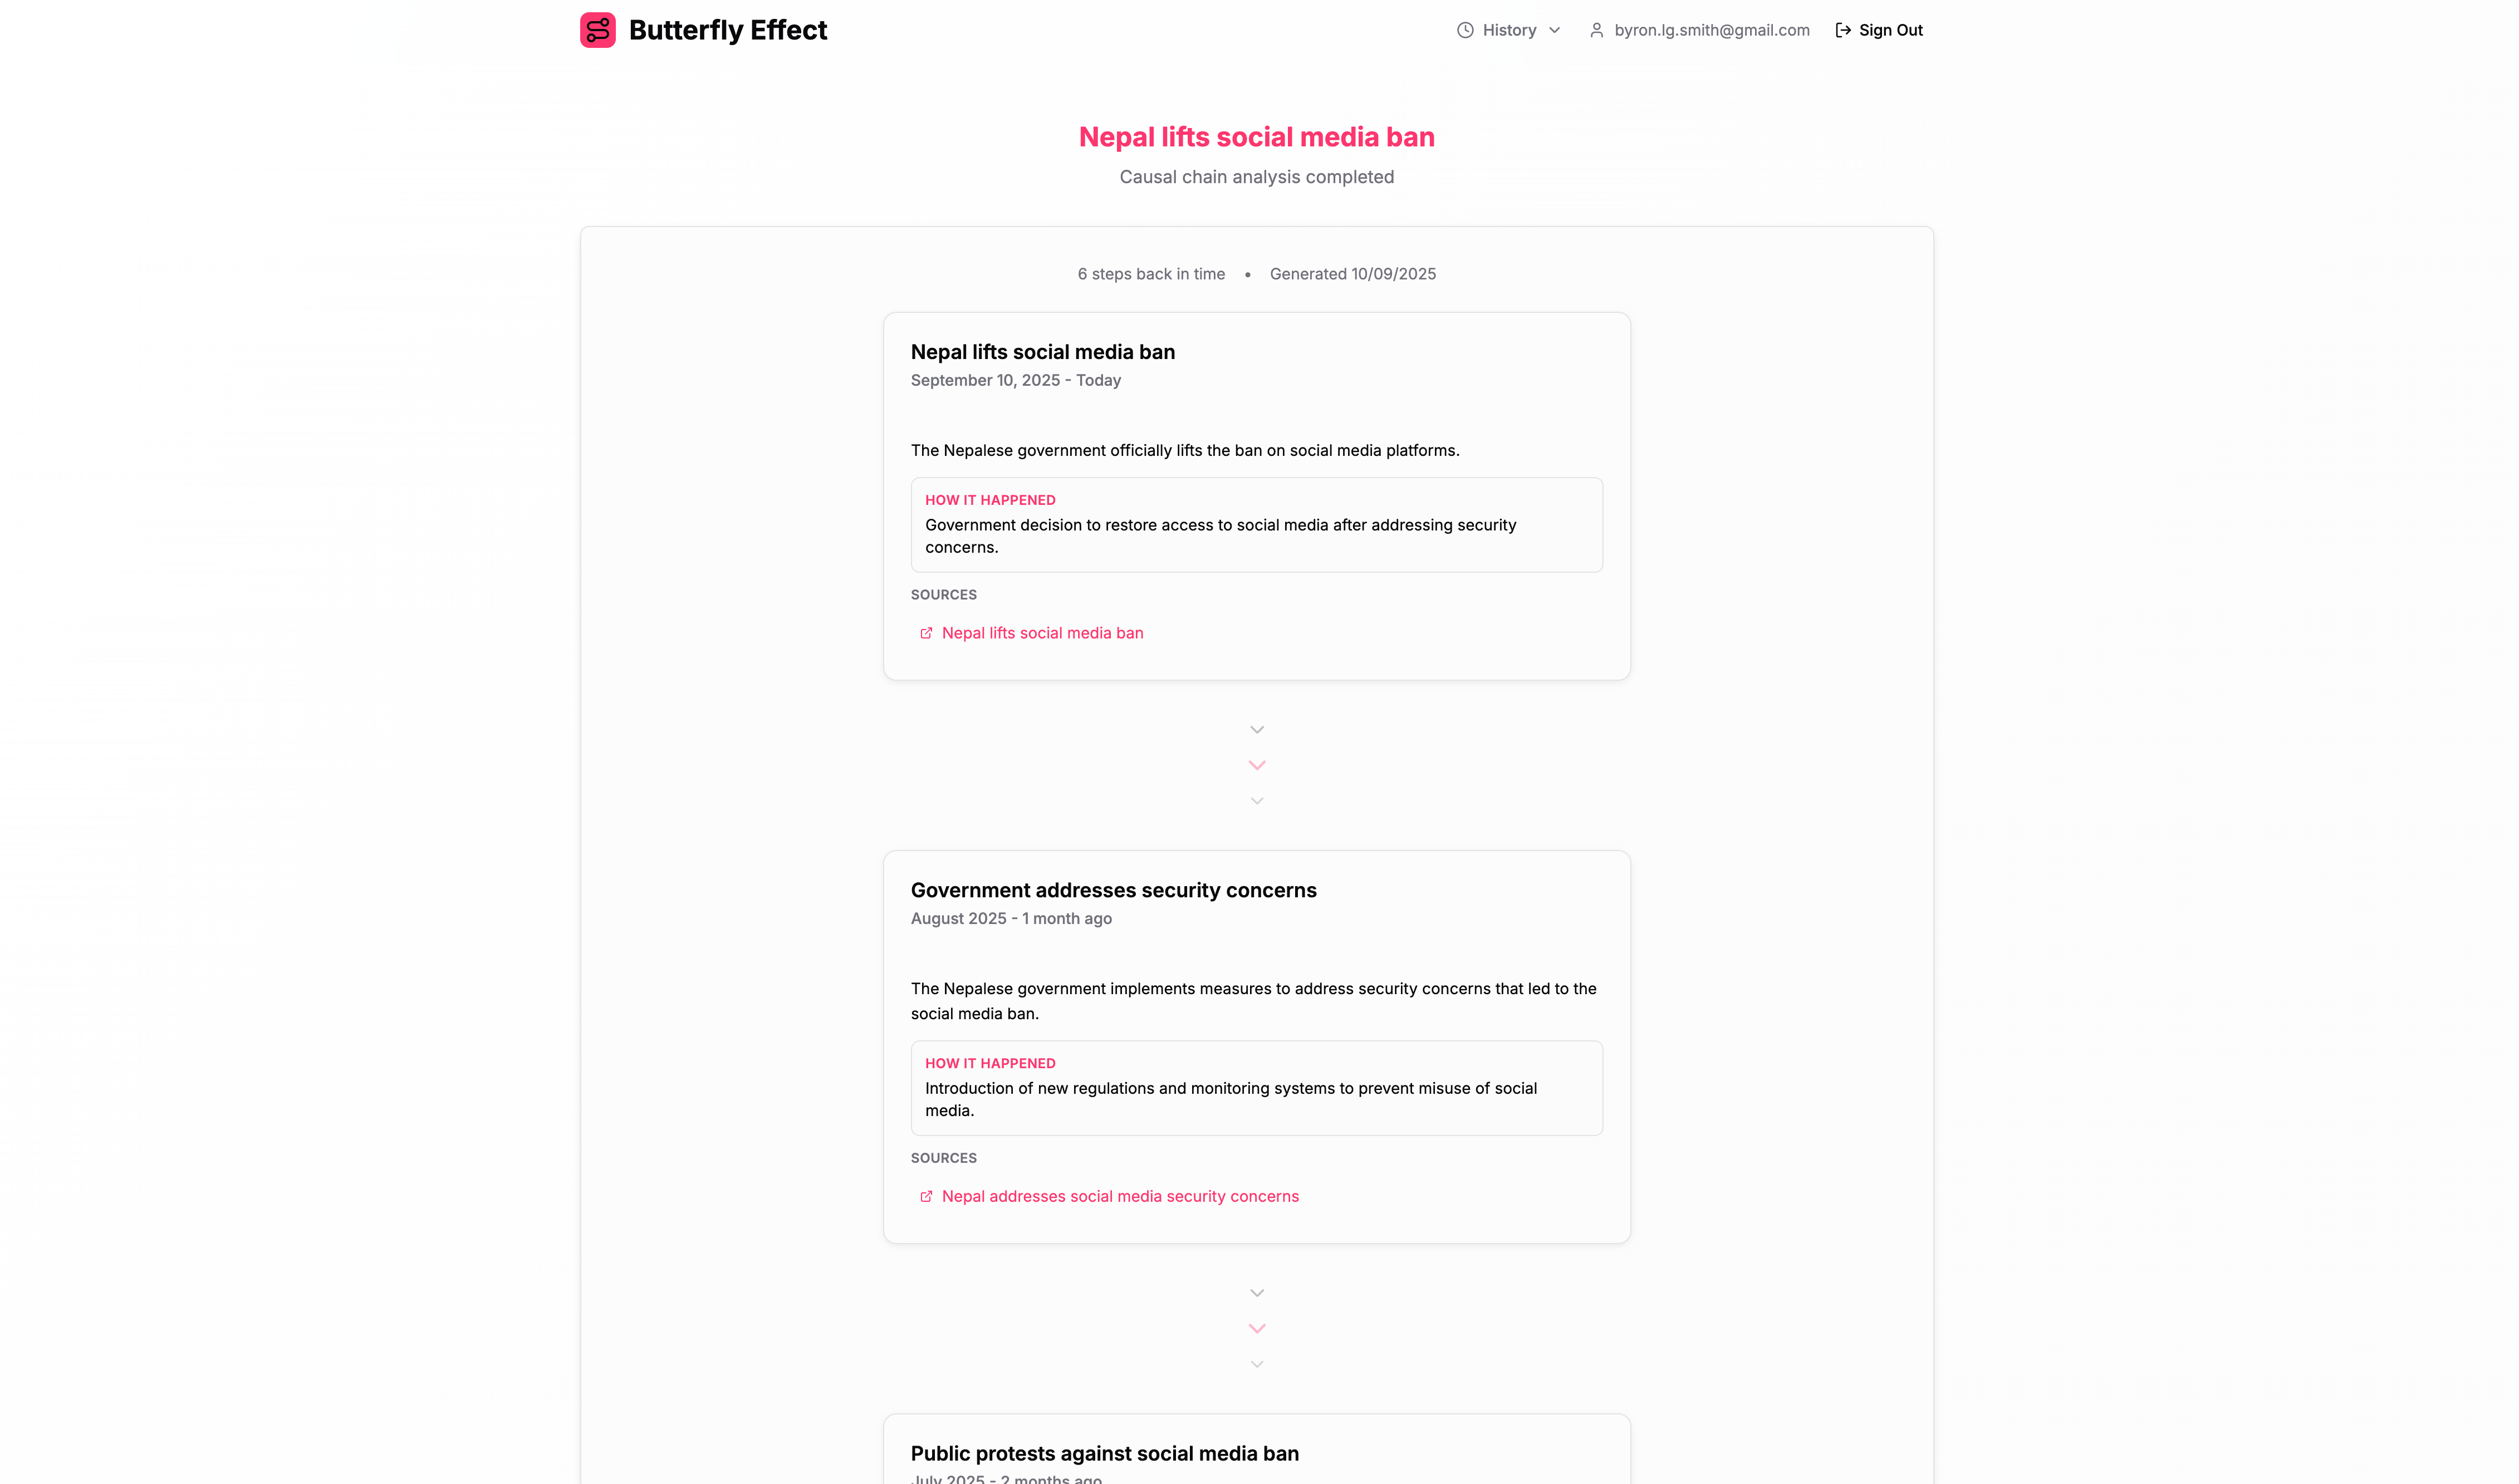 Butterfly Effect
History
byron.lg.smith@gmail.com
Sign Out
Nepal lifts social media ban
Causal chain analysis completed
6 steps back in time • Generated 10/09/2025
Nepal lifts social media ban
September 10, 2025 - Today
The Nepalese government officially lifts the ban on social media platforms.
HOW IT HAPPENED
Government decision to restore access to social media after addressing security
concerns.
SOURCES
Nepal lifts social media ban
Government addresses security concerns
August 2025 - 1 month ago
The Nepalese government implements measures to address security concerns that led to the
social media ban.
HOW IT HAPPENED
Introduction of new regulations and monitoring systems to prevent misuse of social
media.
SOURCES
Nepal addresses social media security concerns
Public protests against social media ban
July 2025 - 2 months ago